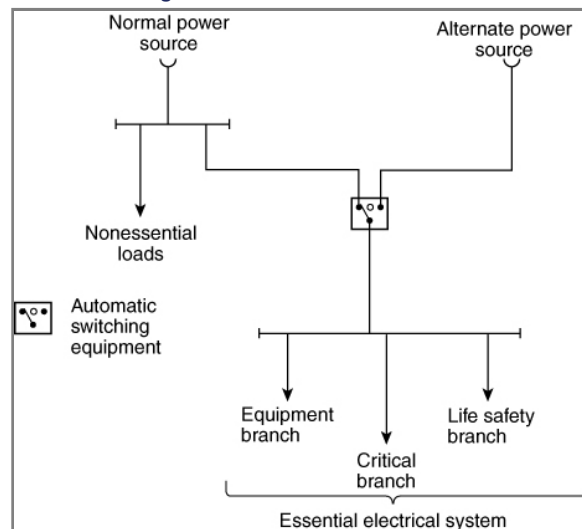 Normal power
source
Alternate power
source
Nonessential
loads
Automatic
switching
equipment
Equipment
branch
Critical
branch
Life safety
branch
Essential electrical system